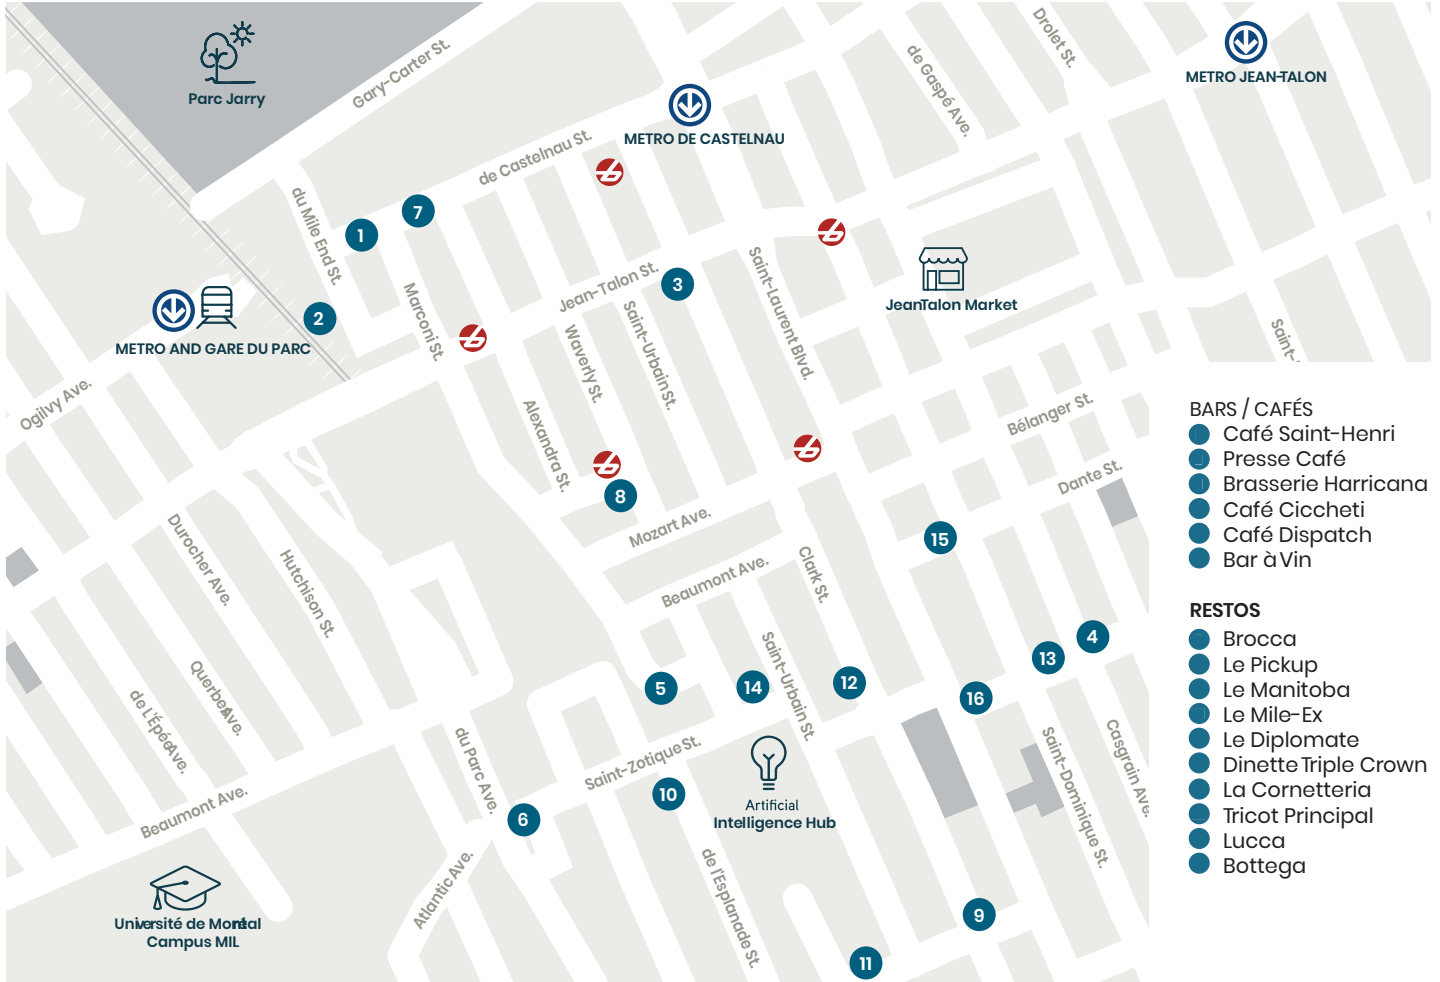 Parc Jarry
Gary-Carter St.
Drolet St.
de Gaspé Ave.
METRO JEAN-TALON
METRO DE CASTELNAU
de Castelnau St.
du Mile End St.
7
1
2
3
METRO AND GARE DU PARC
Marconi St.
Jean-Talon St.
Saint-Laurent Blvd.
JeanTalon Market
Saint-
Ogilvy Ave.
Waverly St.
Saint-Urbain St.
Alexandra St.
8
Mozart Ave.
Bélanger St.
Dante St.
15
Durocher Ave.
Hutchison St.
Beaumont Ave.
Clark St.
Querbes Ave.
de L'Épée Ave.
5
14
Saint-Urbain St.
12
16
13
4
du Parc Ave.
Saint-Zotique St.
10
6
Artificial
Intelligence Hub
Saint-Dominique St.
Casgrain Ave.
Beaumont Ave.
Atlantic Ave.
de l'Esplanade St.
9
11
Université de Montréal
Campus MIL
BARS / CAFÉS
Café Saint-Henri
Presse Café
Brasserie Harricana
Café Ciccheti
Café Dispatch
Bar à Vin
RESTOS
Brocca
Le Pickup
Le Manitoba
Le Mile-Ex
Le Diplomate
Dinette Triple Crown
La Cornetteria
Tricot Principal
Lucca
Bottega